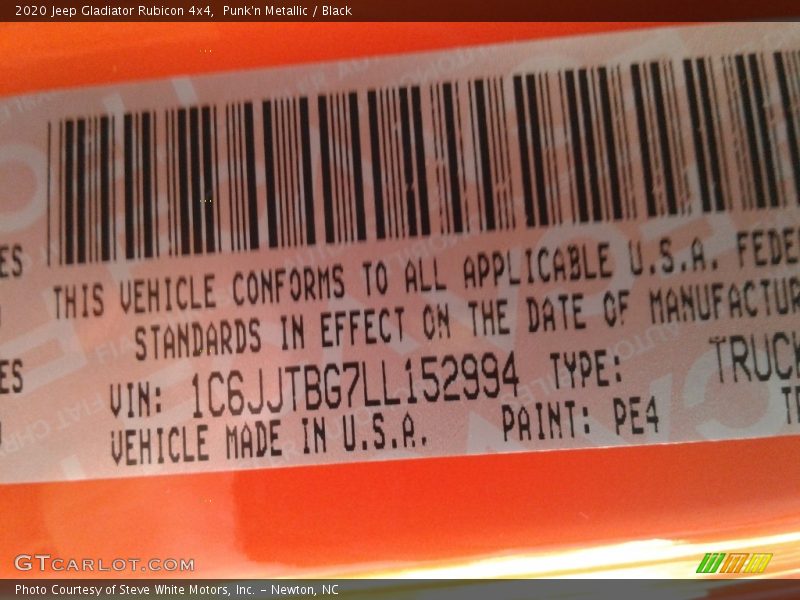 2020 Jeep Gladiator Rubicon 4x4,  Punk'n Metallic / Black
THIS VEHICLE CONFORMS TO ALL APPLICABLE U.S.A. FEDE
STANDARDS IN EFFECT ON THE DATE OF MANUFACTUR
VIN: 1C6JJTBG7LL152994 TYPE: TRUCK
VEHICLE MADE IN U.S.A. PAINT: PE4
GTCARLOT.COM
Photo Courtesy of Steve White Motors, Inc. – Newton, NC